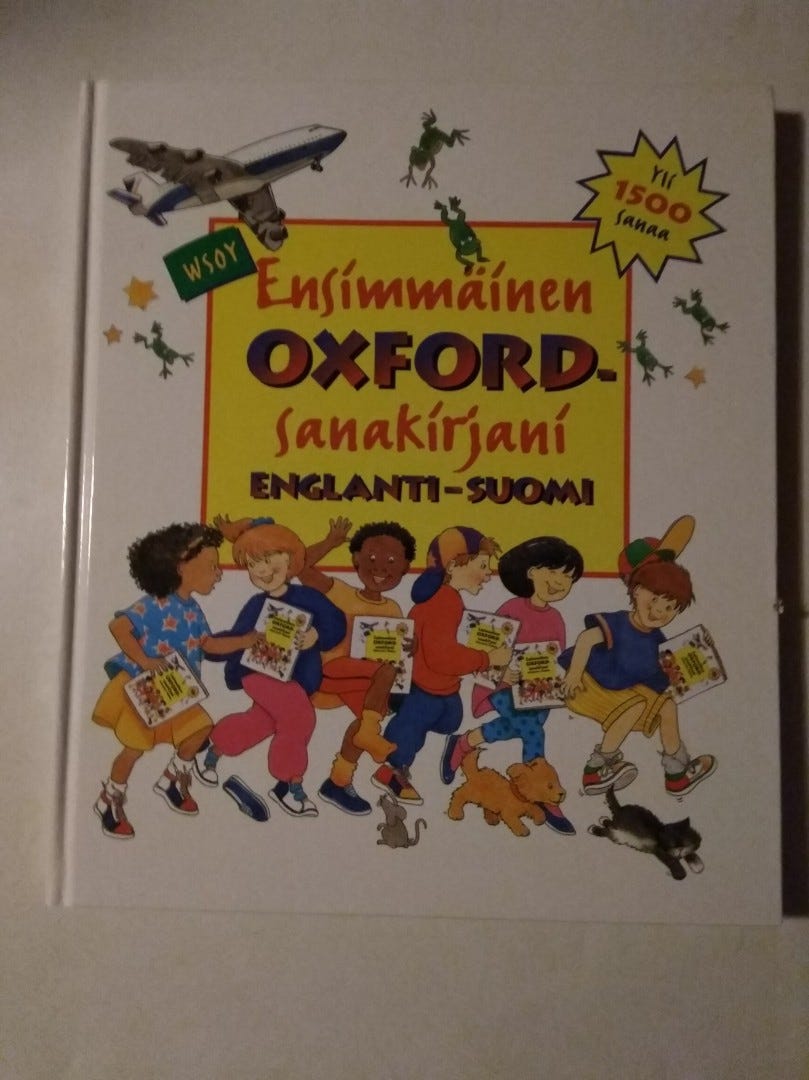 Yli
1500
sanaa
WSOY
Ensimmäinen
OXFORD-
sanakirjani
ENGLANTI-SUOMI